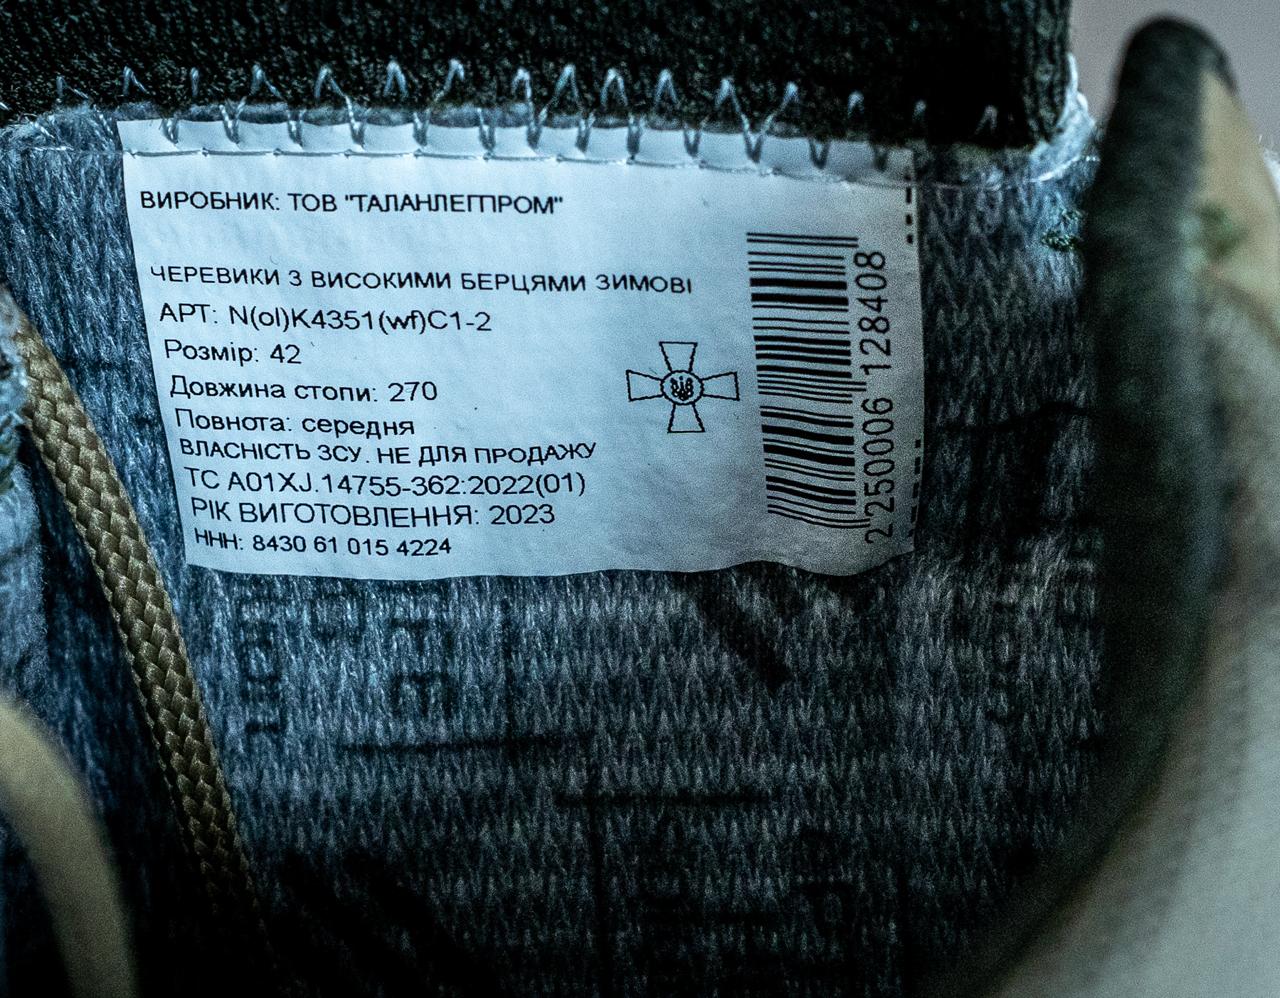 ВИРОБНИК: ТОВ "ТАЛАНЛЕГПРОМ"
ЧЕРЕВИКИ З ВИСОКИМИ БЕРЦЯМИ ЗИМОВІ
АРТ: N(ol)K4351(wf)C1-2
Розмір: 42
Довжина стопи: 270
Повнота: середня
ВЛАСНІСТЬ ЗСУ. НЕ ДЛЯ ПРОДАЖУ
ТС А01XJ.14755-362:2022(01)
РІК ВИГОТОВЛЕННЯ: 2023
ННН: 8430 61 015 4224
2 250006 128408